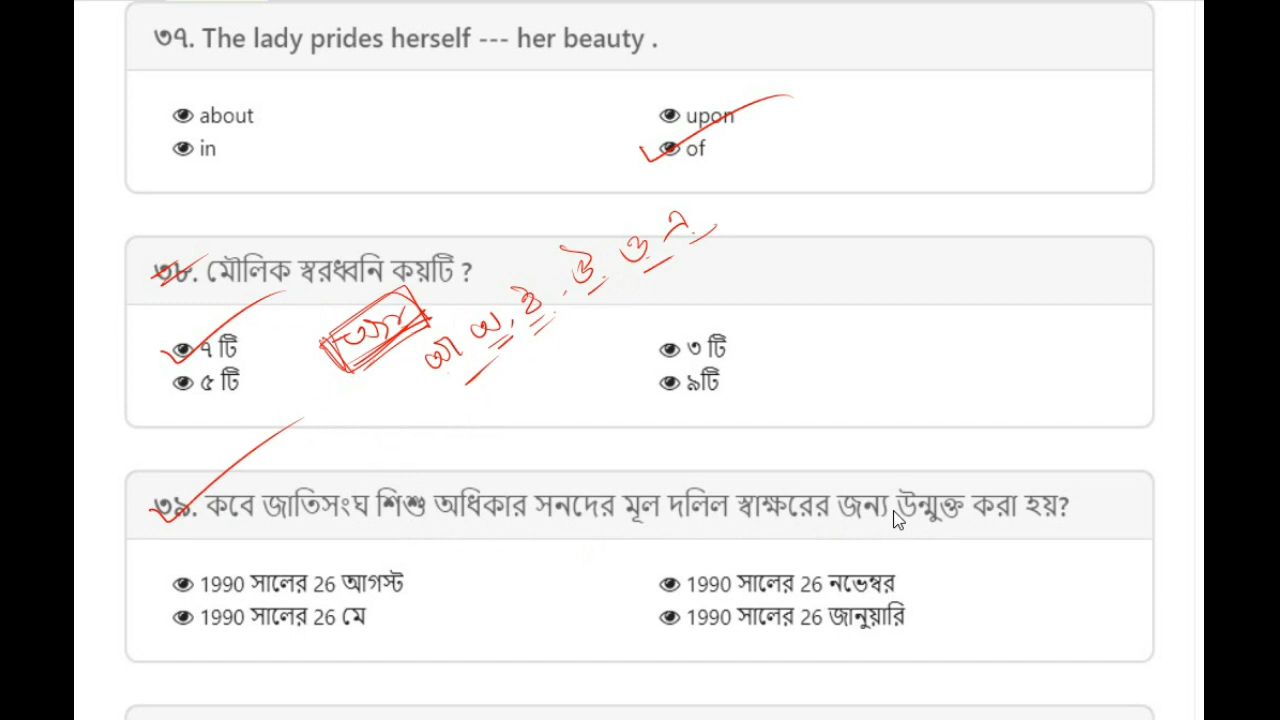 ৩৭. The lady prides herself --- her beauty .
about
upon
in
of
৩৮. মৌলিক স্বরধ্বনি কয়টি ?
৭ টি
৩ টি
৫ টি
৯টি
৩৯. কবে জাতিসংঘ শিশু অধিকার সনদের মূল দলিল স্বাক্ষরের জন্য উন্মুক্ত করা হয়?
1990 সালের 26 আগস্ট
1990 সালের 26 নভেম্বর
1990 সালের 26 মে
1990 সালের 26 জানুয়ারি